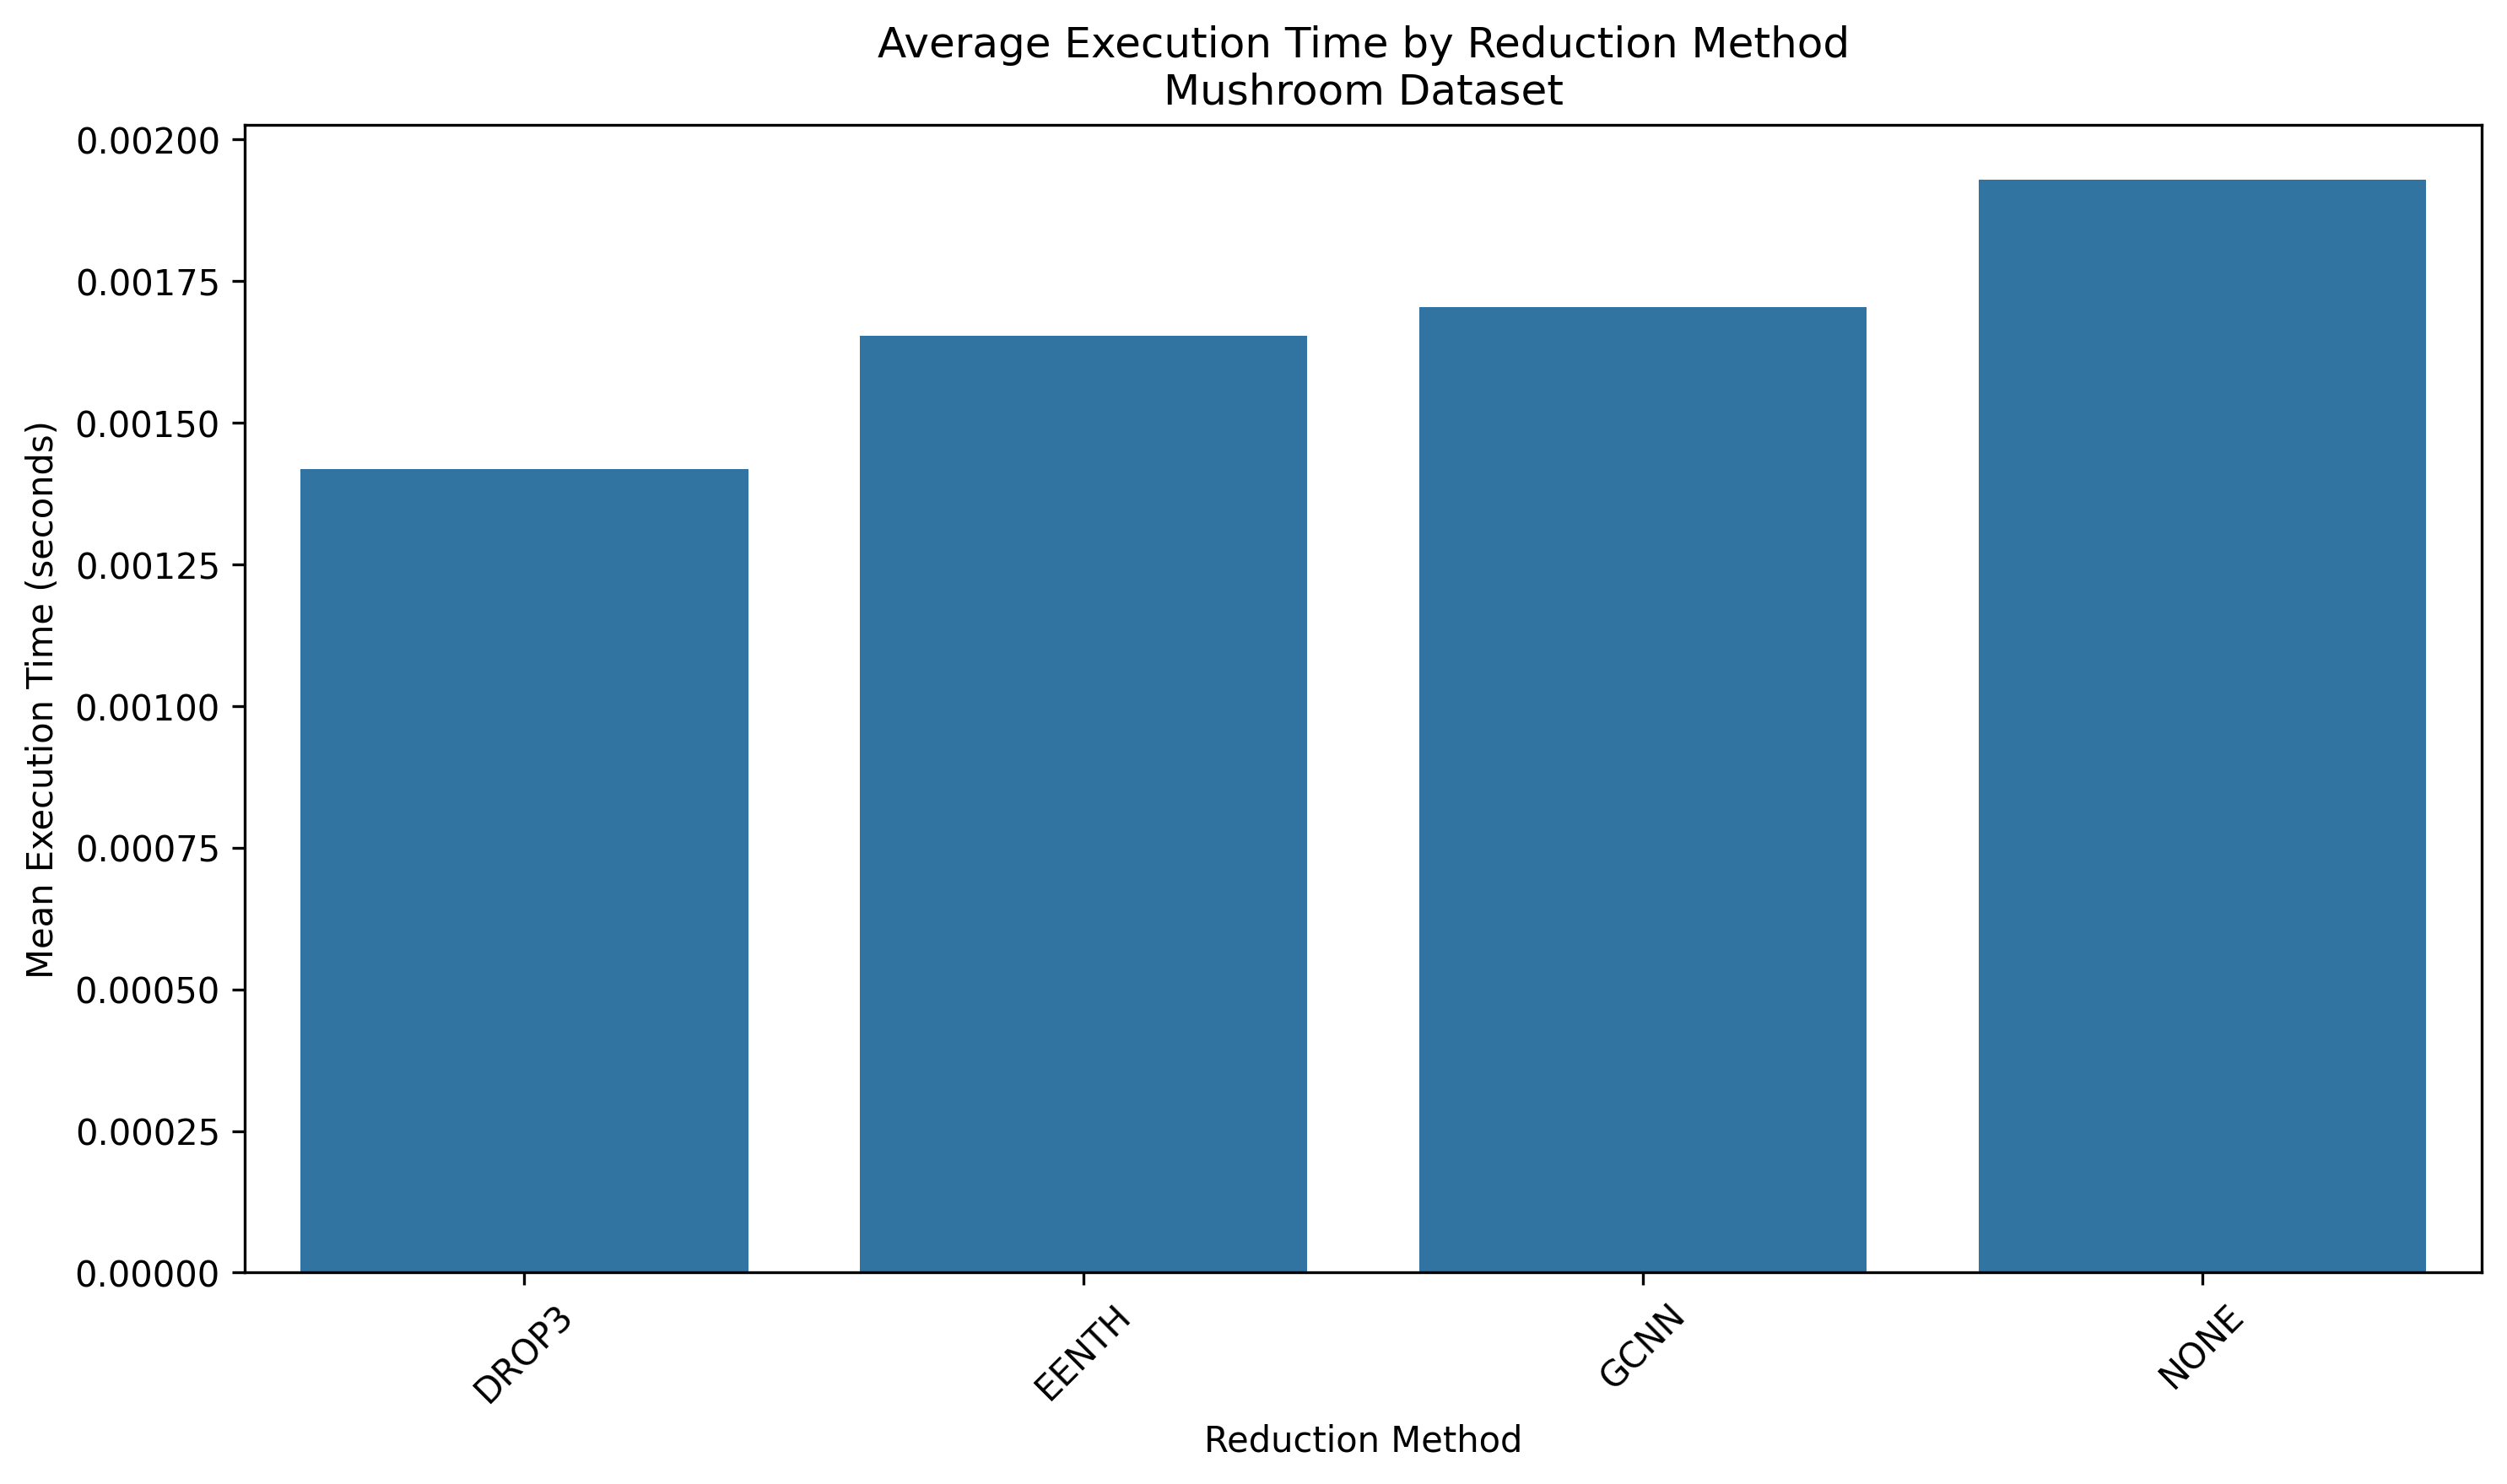 Average Execution Time by Reduction Method
Mushroom Dataset
0.00200
0.00175
0.00150
0.00125
0.00100
0.00075
0.00050
0.00025
0.00000
Mean Execution Time (seconds)
DROP3
EENTH
GCNN
NONE
Reduction Method